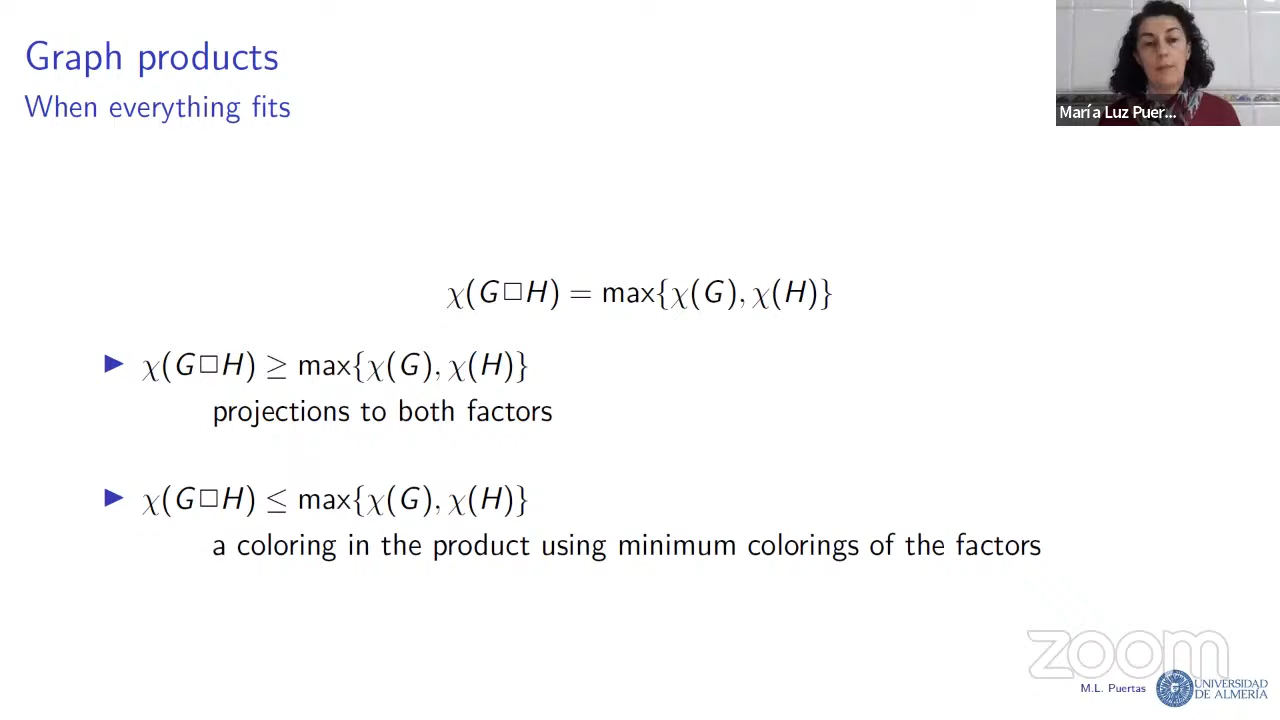 Graph products
When everything fits
María Luz Puer...
χ(G□H) = max{χ(G), χ(H)}
▶ χ(G□H) ≥ max{χ(G), χ(H)}
projections to both factors
▶ χ(G□H) ≤ max{χ(G), χ(H)}
a coloring in the product using minimum colorings of the factors
zoom
M.L. Puertas
UNIVERSIDAD
DE ALMERÍA